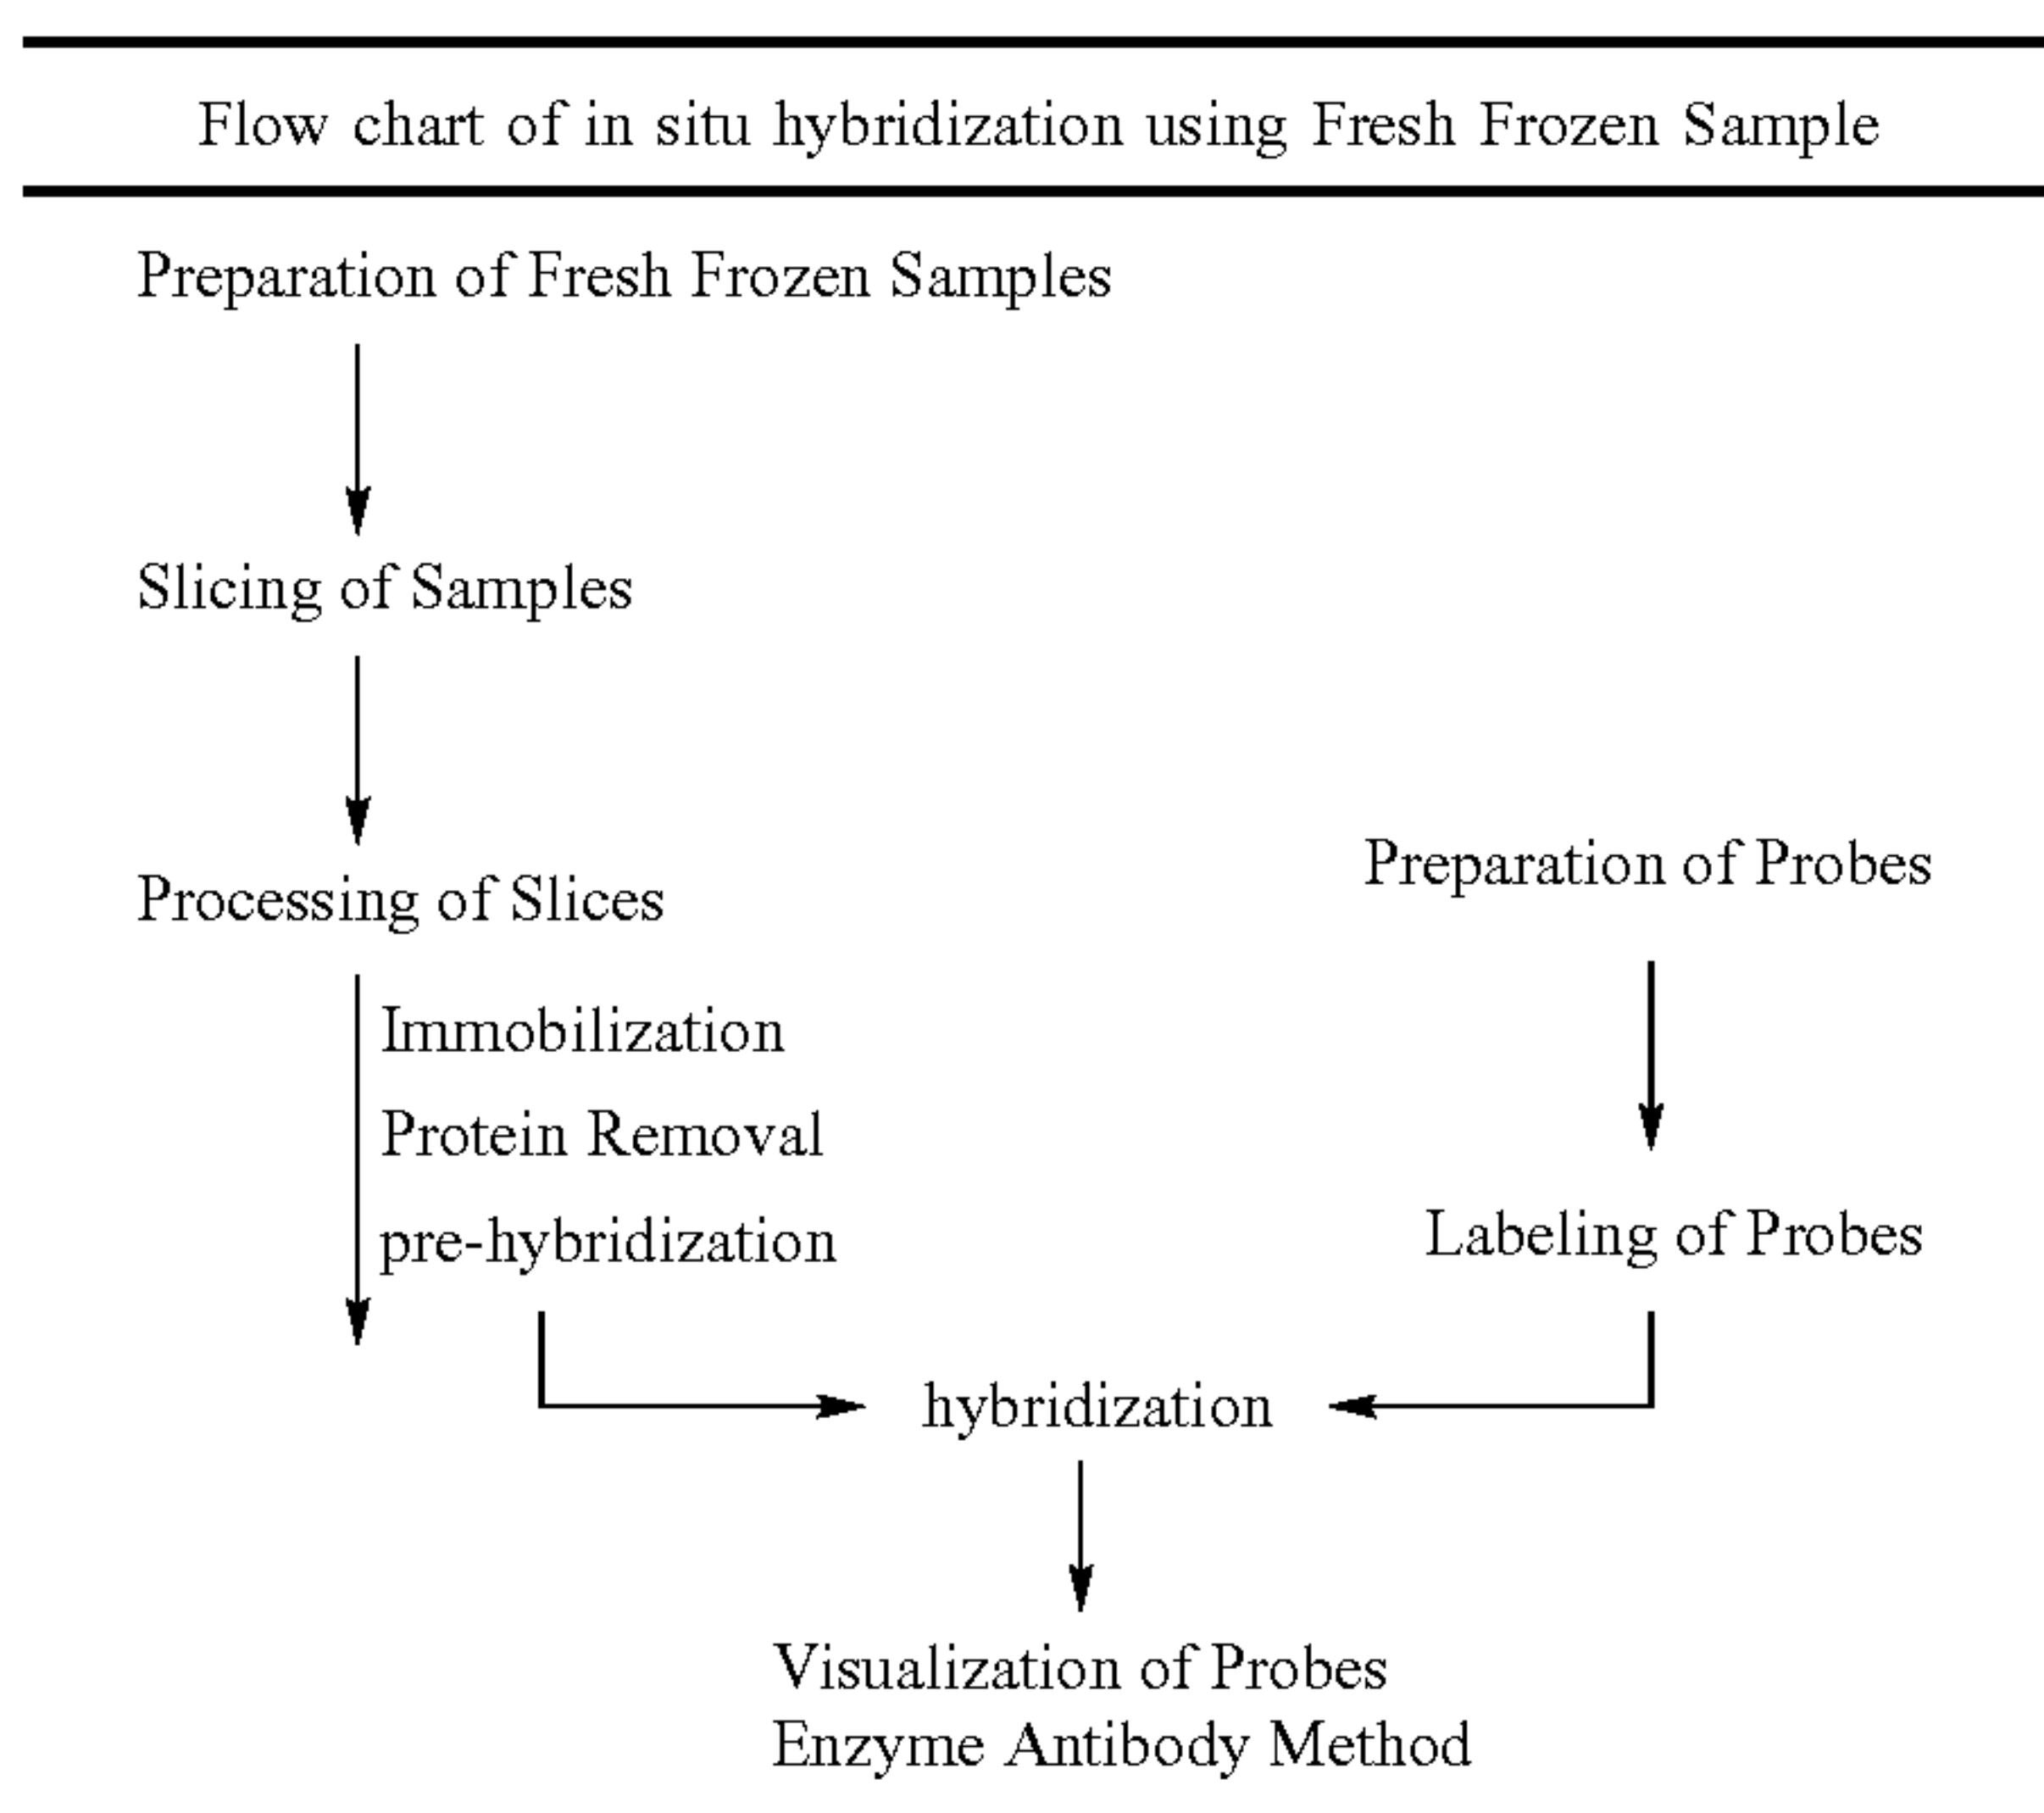 Flow chart of in situ hybridization using Fresh Frozen Sample
Preparation of Fresh Frozen Samples
Slicing of Samples
Processing of Slices
Immobilization
Protein Removal
pre-hybridization
Preparation of Probes
Labeling of Probes
hybridization
Visualization of Probes
Enzyme Antibody Method